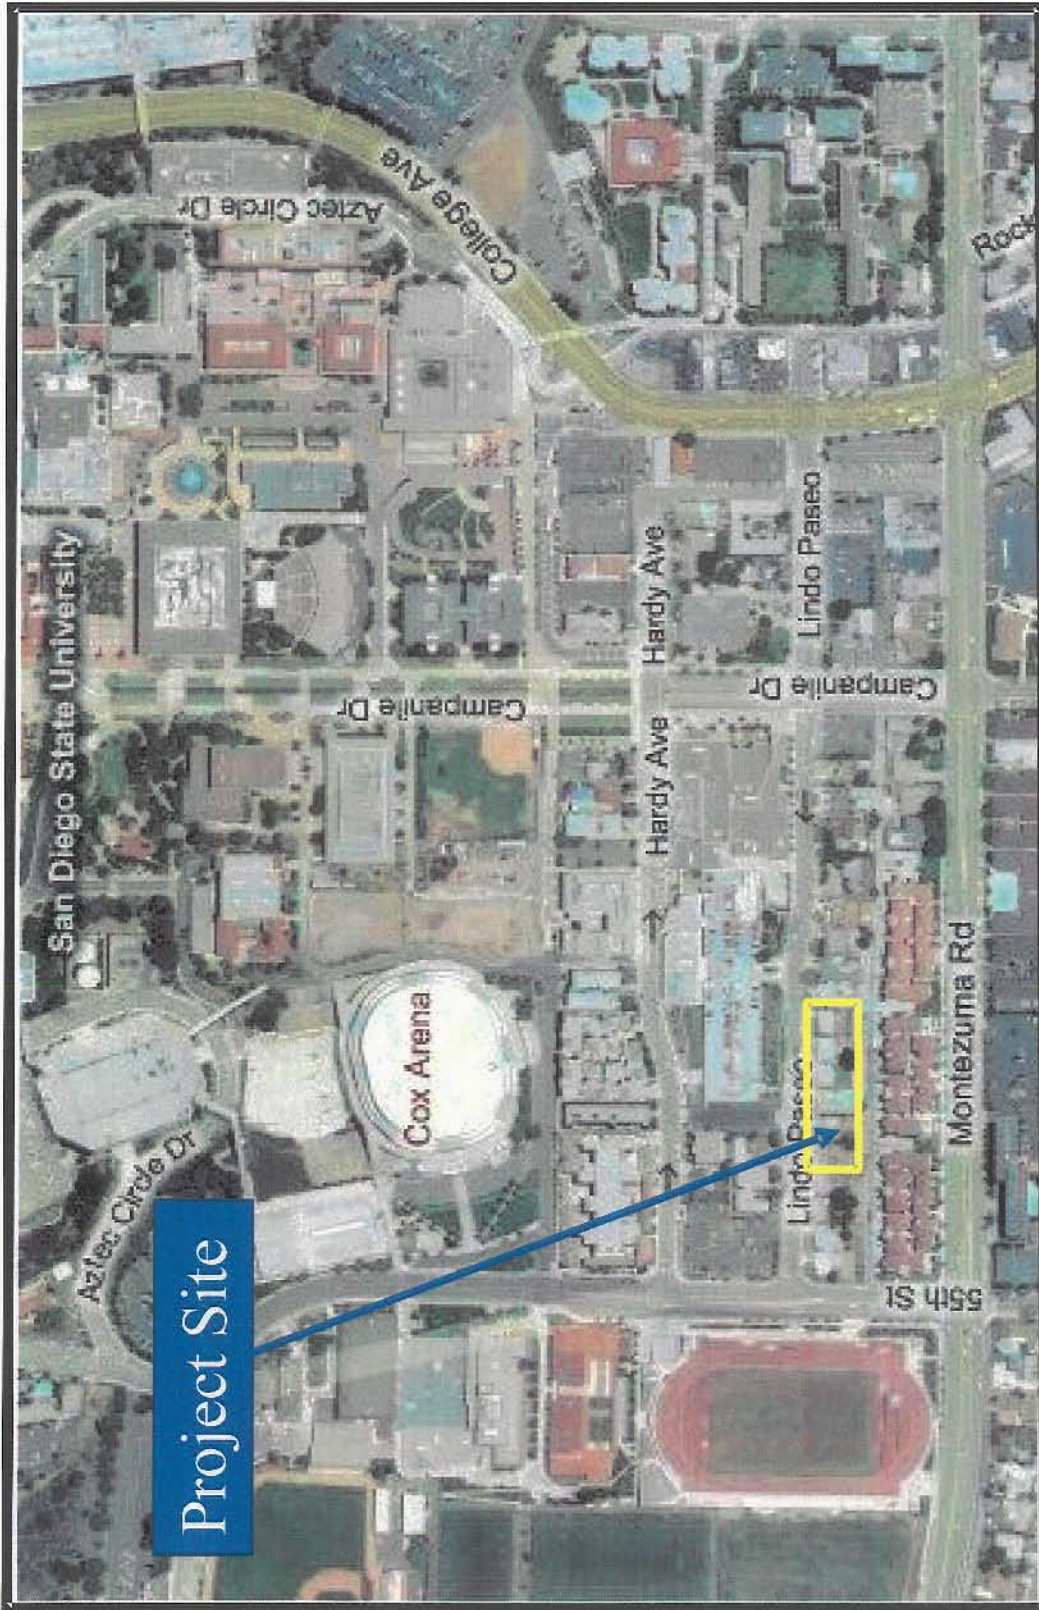 San Diego State University
Aztec Circle Dr
College Ave
Aztec Circle Dr
Project Site
Cox Arena
Campanile Dr
Hardy Ave
Hardy Ave
Lindo Paseo
Campanile Dr
Lindo Paseo
55th St
Montezuma Rd
Rock